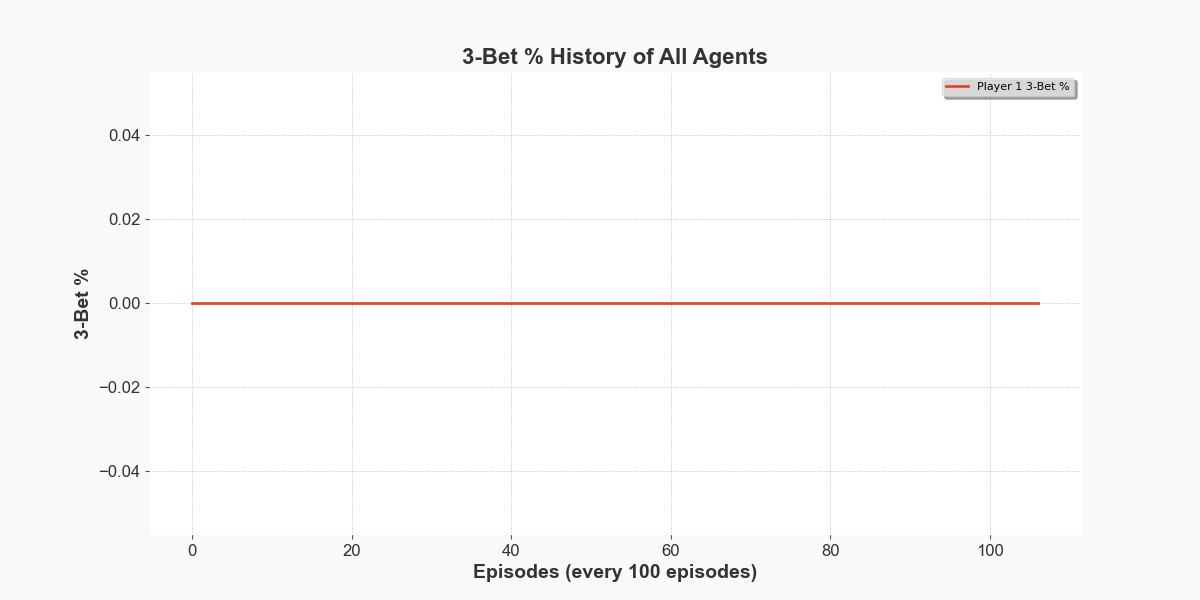 3-Bet % History of All Agents
Player 1 3-Bet %
0.04
0.02
0.00
−0.02
−0.04
3-Bet %
0 20 40 60 80 100
Episodes (every 100 episodes)